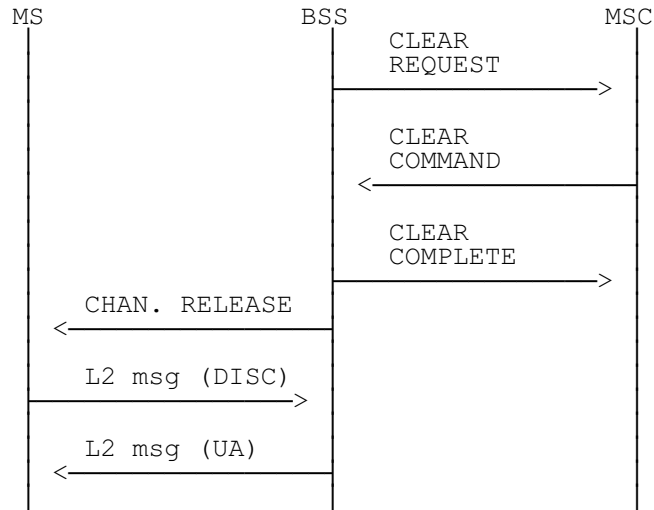 MS BSS MSC
CLEAR
REQUEST
CLEAR
COMMAND
CLEAR
COMPLETE
CHAN. RELEASE
L2 msg (DISC)
L2 msg (UA)